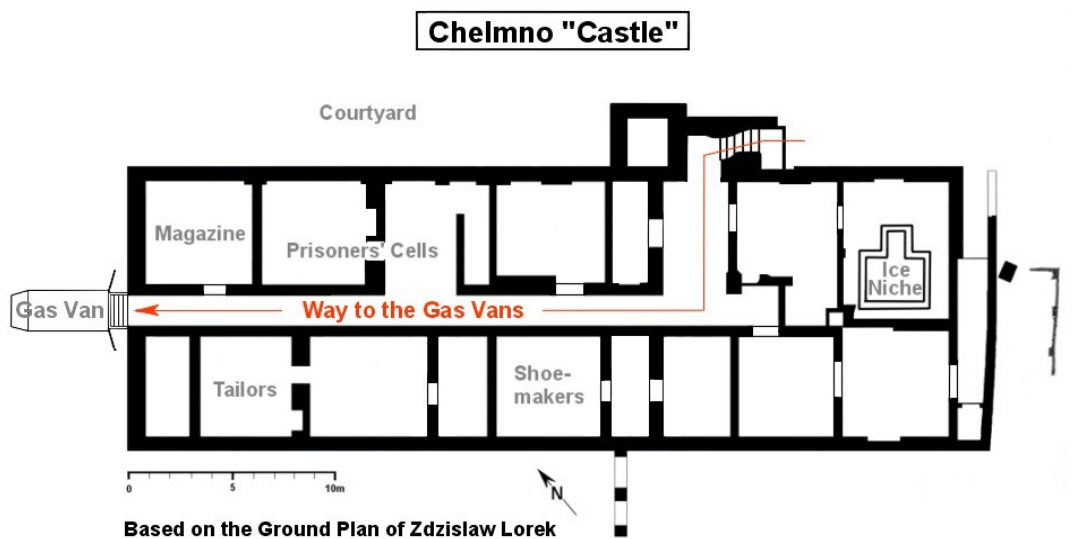 Chelmno "Castle"
Courtyard
Magazine
Prisoners' Cells
Ice
Niche
Gas Van
Way to the Gas Vans
Tailors
Shoe-
makers
0 5 10m
N
Based on the Ground Plan of Zdzislaw Lorek